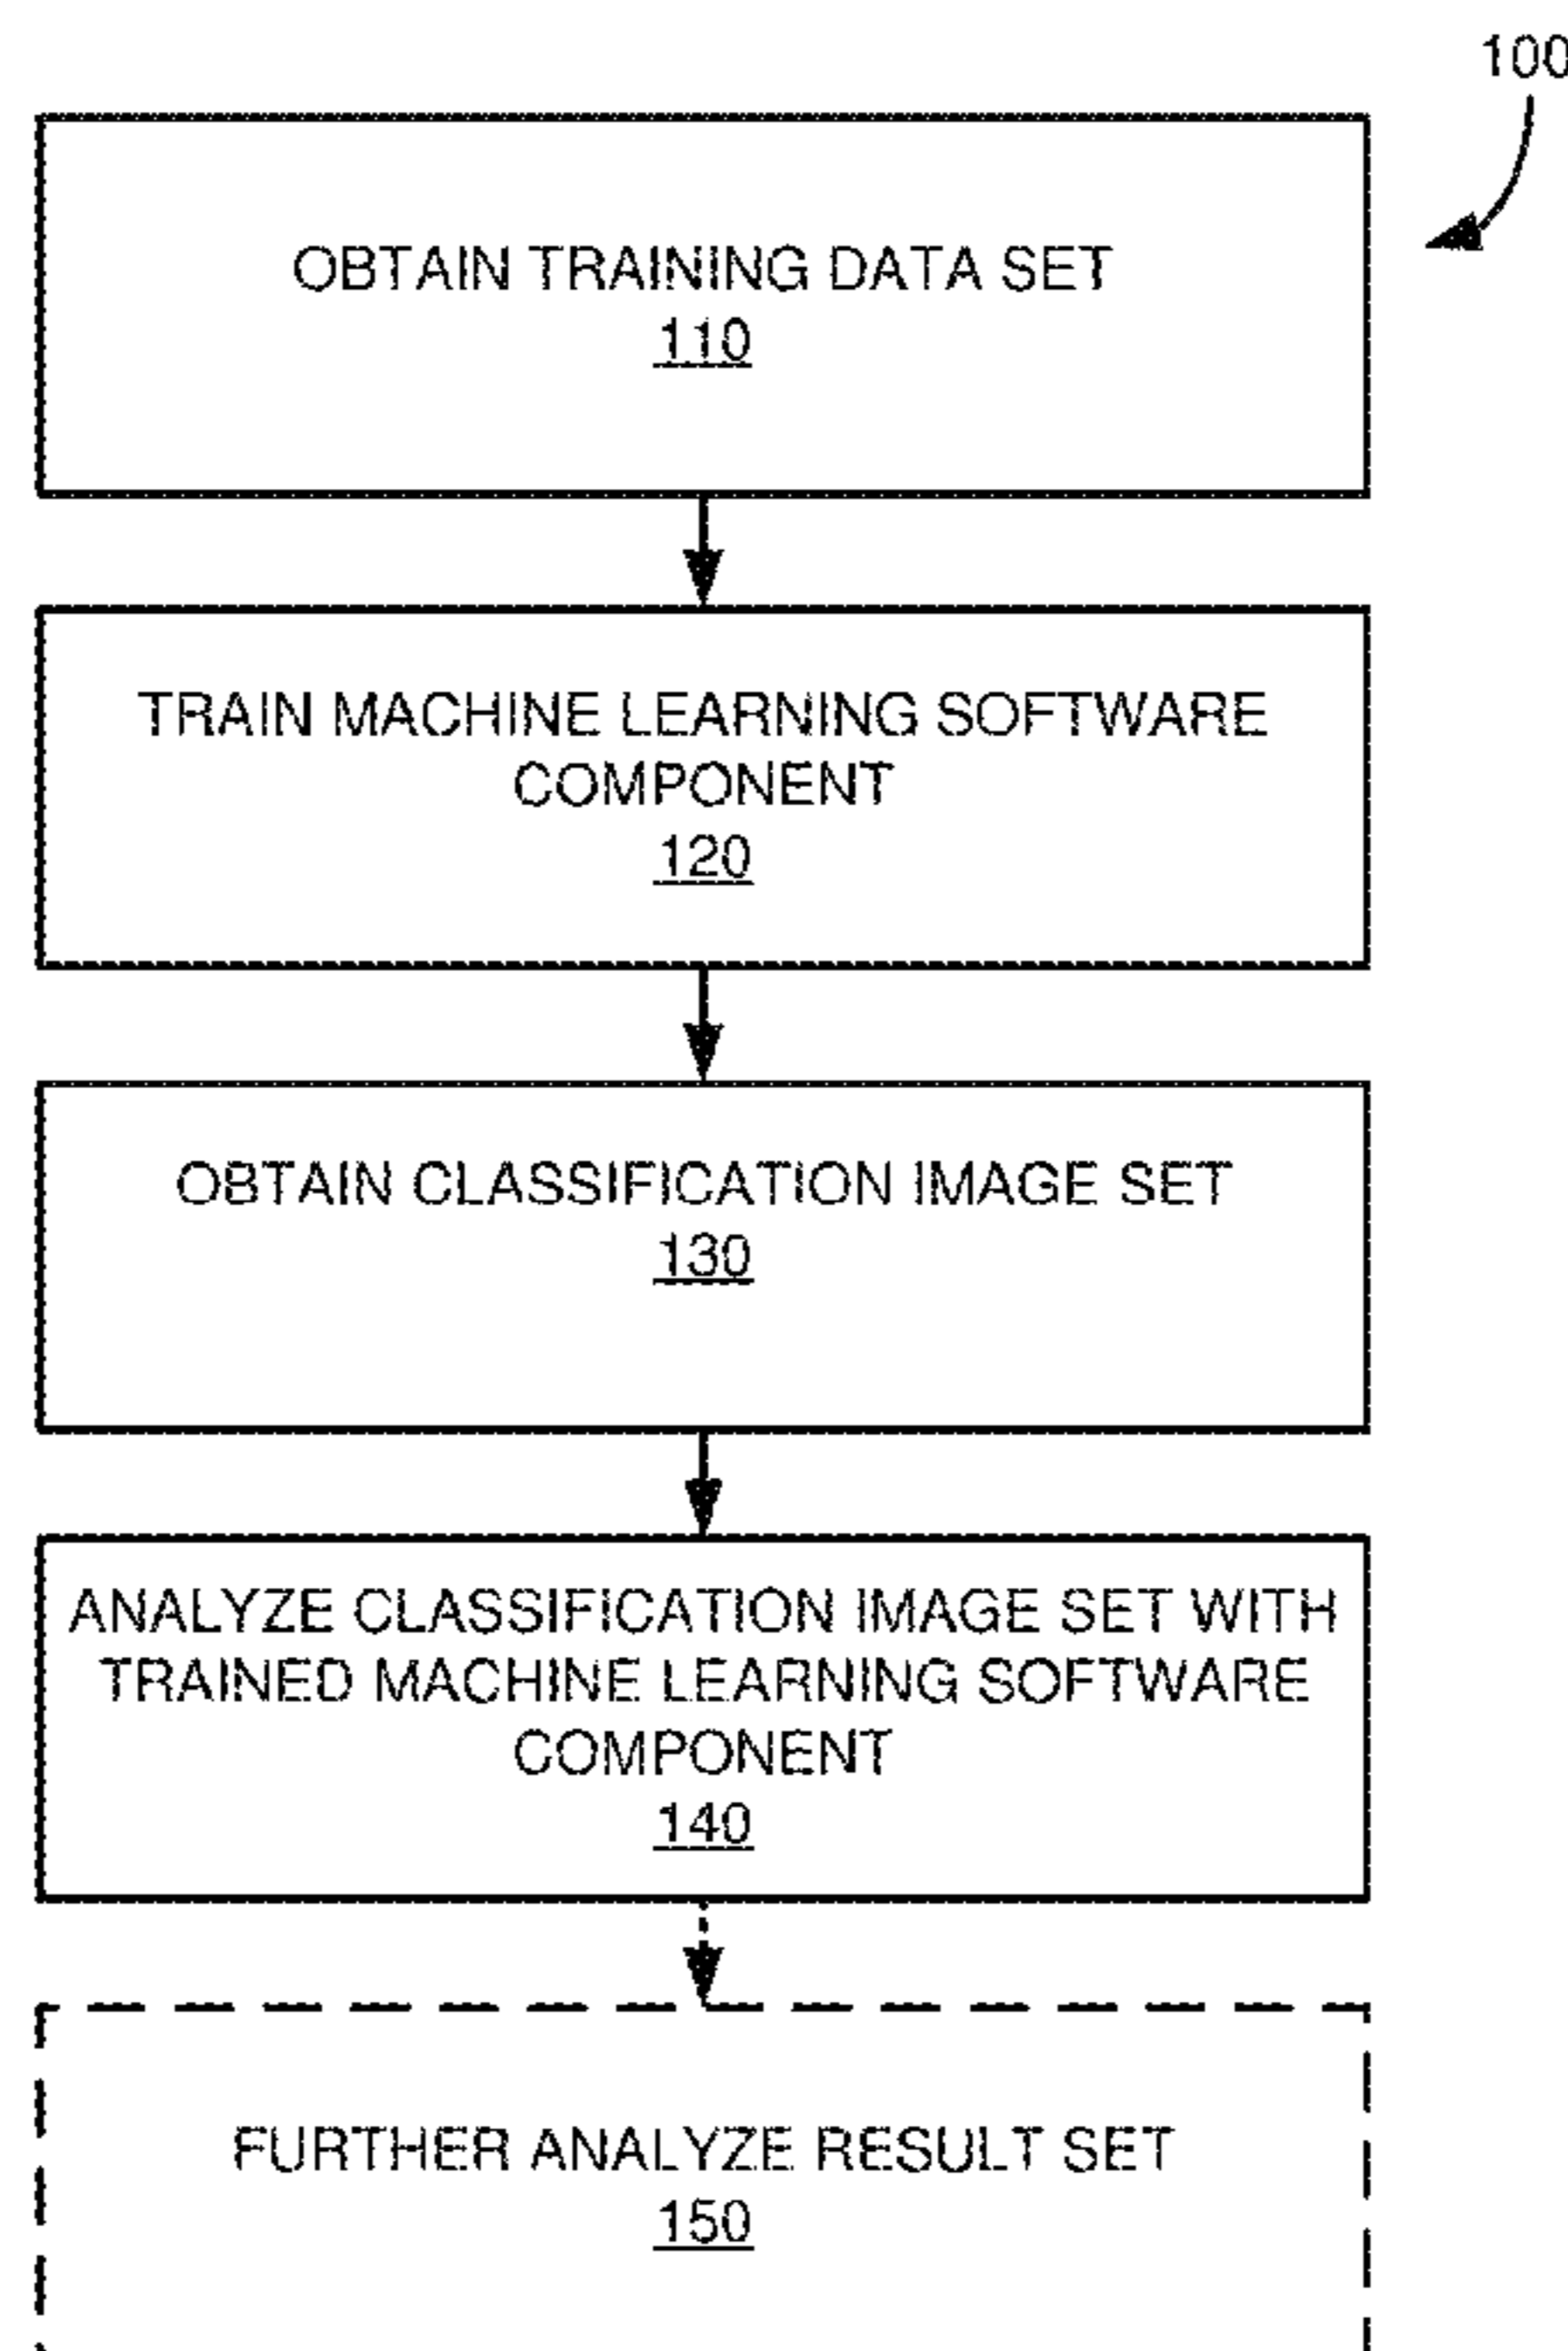 100
OBTAIN TRAINING DATA SET
110
TRAIN MACHINE LEARNING SOFTWARE
COMPONENT
120
OBTAIN CLASSIFICATION IMAGE SET
130
ANALYZE CLASSIFICATION IMAGE SET WITH
TRAINED MACHINE LEARNING SOFTWARE
COMPONENT
140
FURTHER ANALYZE RESULT SET
150